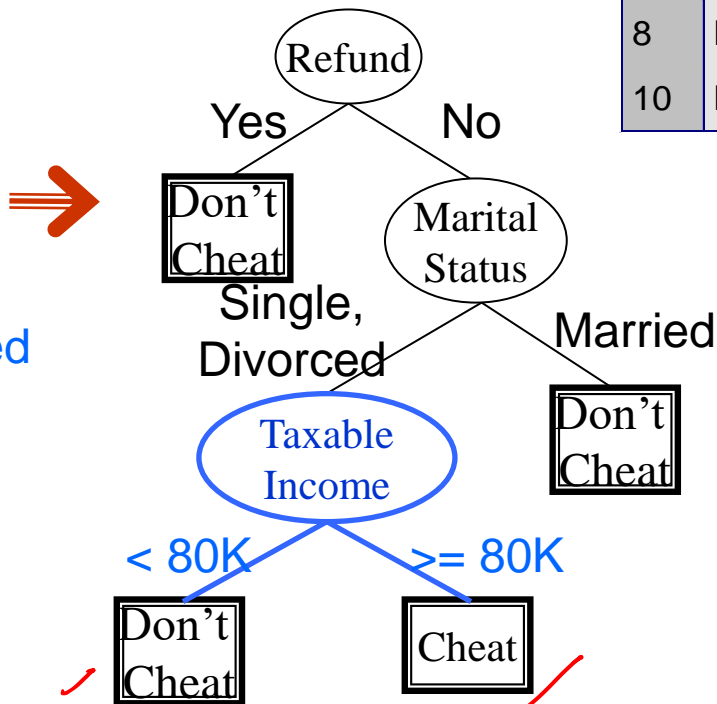 8
10
Refund
Yes
No
Don't
Cheat
Marital
Status
Single,
Divorced
Married
Taxable
Income
Don't
Cheat
< 80K
>= 80K
Don't
Cheat
Cheat